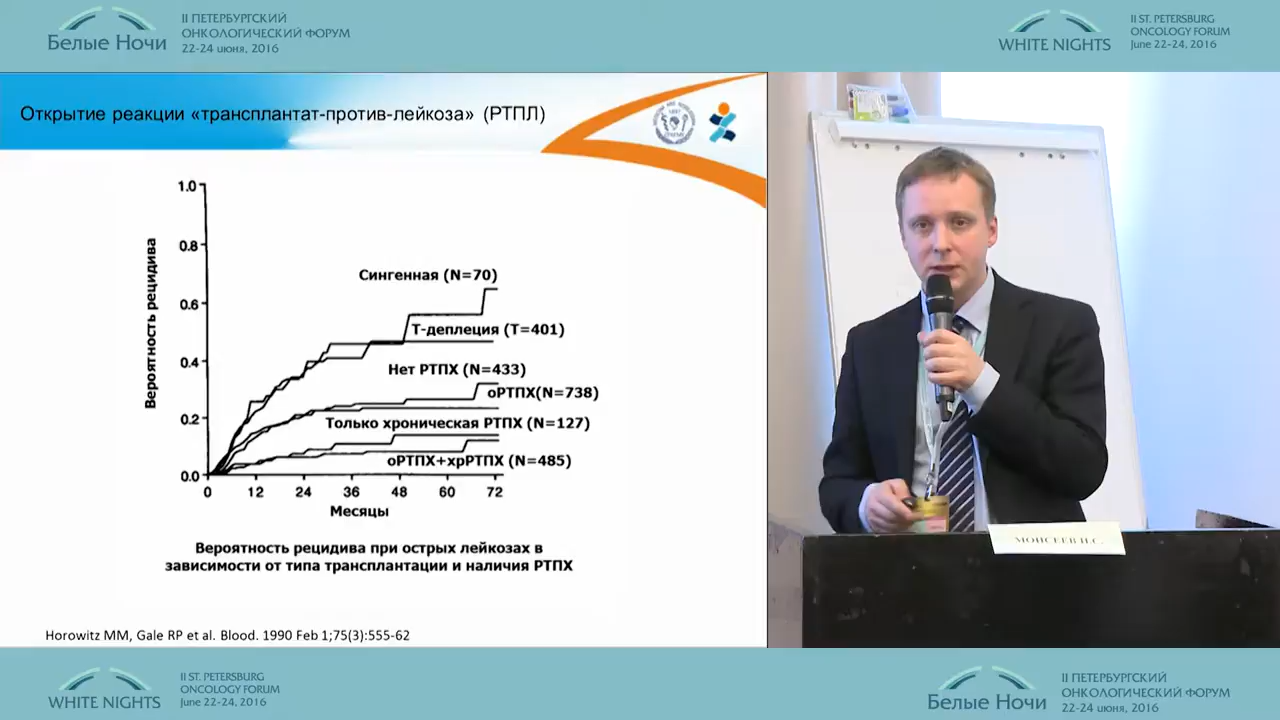 Белые Ночи
II ПЕТЕРБУРГСКИЙ
ОНКОЛОГИЧЕСКИЙ ФОРУМ
22-24 июня, 2016
WHITE NIGHTS
II ST. PETERSBURG
ONCOLOGY FORUM
June 22-24, 2016
Открытие реакции «трансплантат-против-лейкоза» (РТПЛ)
Вероятность рецидива
1.0
0.8
0.6
0.4
0.2
0.0
Сингенная (N=70)
Т-деплеция (T=401)
Нет РТПХ (N=433)
оРТПХ(N=738)
Только хроническая РТПХ (N=127)
оРТПХ+хрРТПХ (N=485)
0 12 24 36 48 60 72
Месяцы
Вероятность рецидива при острых лейкозах в
зависимости от типа трансплантации и наличия РТПХ
Horowitz MM, Gale RP et al. Blood. 1990 Feb 1;75(3):555-62
МОИСЕЕВ И.С.
WHITE NIGHTS
II ST. PETERSBURG
ONCOLOGY FORUM
June 22-24, 2016
Белые Ночи
II ПЕТЕРБУРГСКИЙ
ОНКОЛОГИЧЕСКИЙ ФОРУМ
22-24 июня, 2016